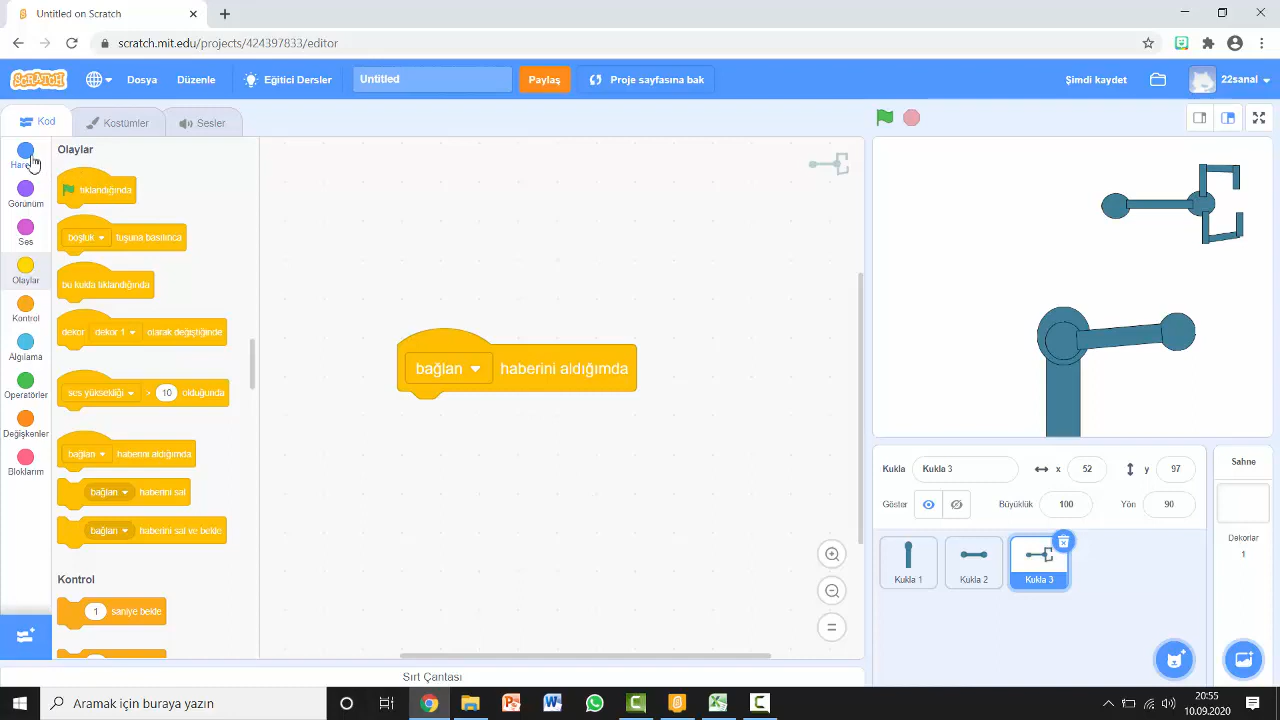 Untitled on Scratch
scratch.mit.edu/projects/424397833/editor
SCRATCH
Dosya
Düzenle
Eğitici Dersler
Untitled
Paylaş
Proje sayfasına bak
Şimdi kaydet
22sanal
Kod
Kostümler
Sesler
Görünüm
Ses
Olaylar
Kontrol
Algılama
Operatörler
Değişkenler
Bloklarım
Olaylar
tıklandığında
boşluk tuşuna basılınca
bu kukla tıklandığında
dekor dekor 1 olarak değiştiğinde
ses yüksekliği > 10 olduğunda
bağlan haberini aldığımda
bağlan haberini sal
bağlan haberini sal ve bekle
Kontrol
1 saniye bekle
bağlan haberini aldığımda
Sırt Çantası
Kukla Kukla 3 x 52 y 97
Göster Büyüklük 100 Yön 90
Kukla 1
Kukla 2
Kukla 3
Sahne
Dekorlar
1
Aramak için buraya yazın
20:55
10.09.2020